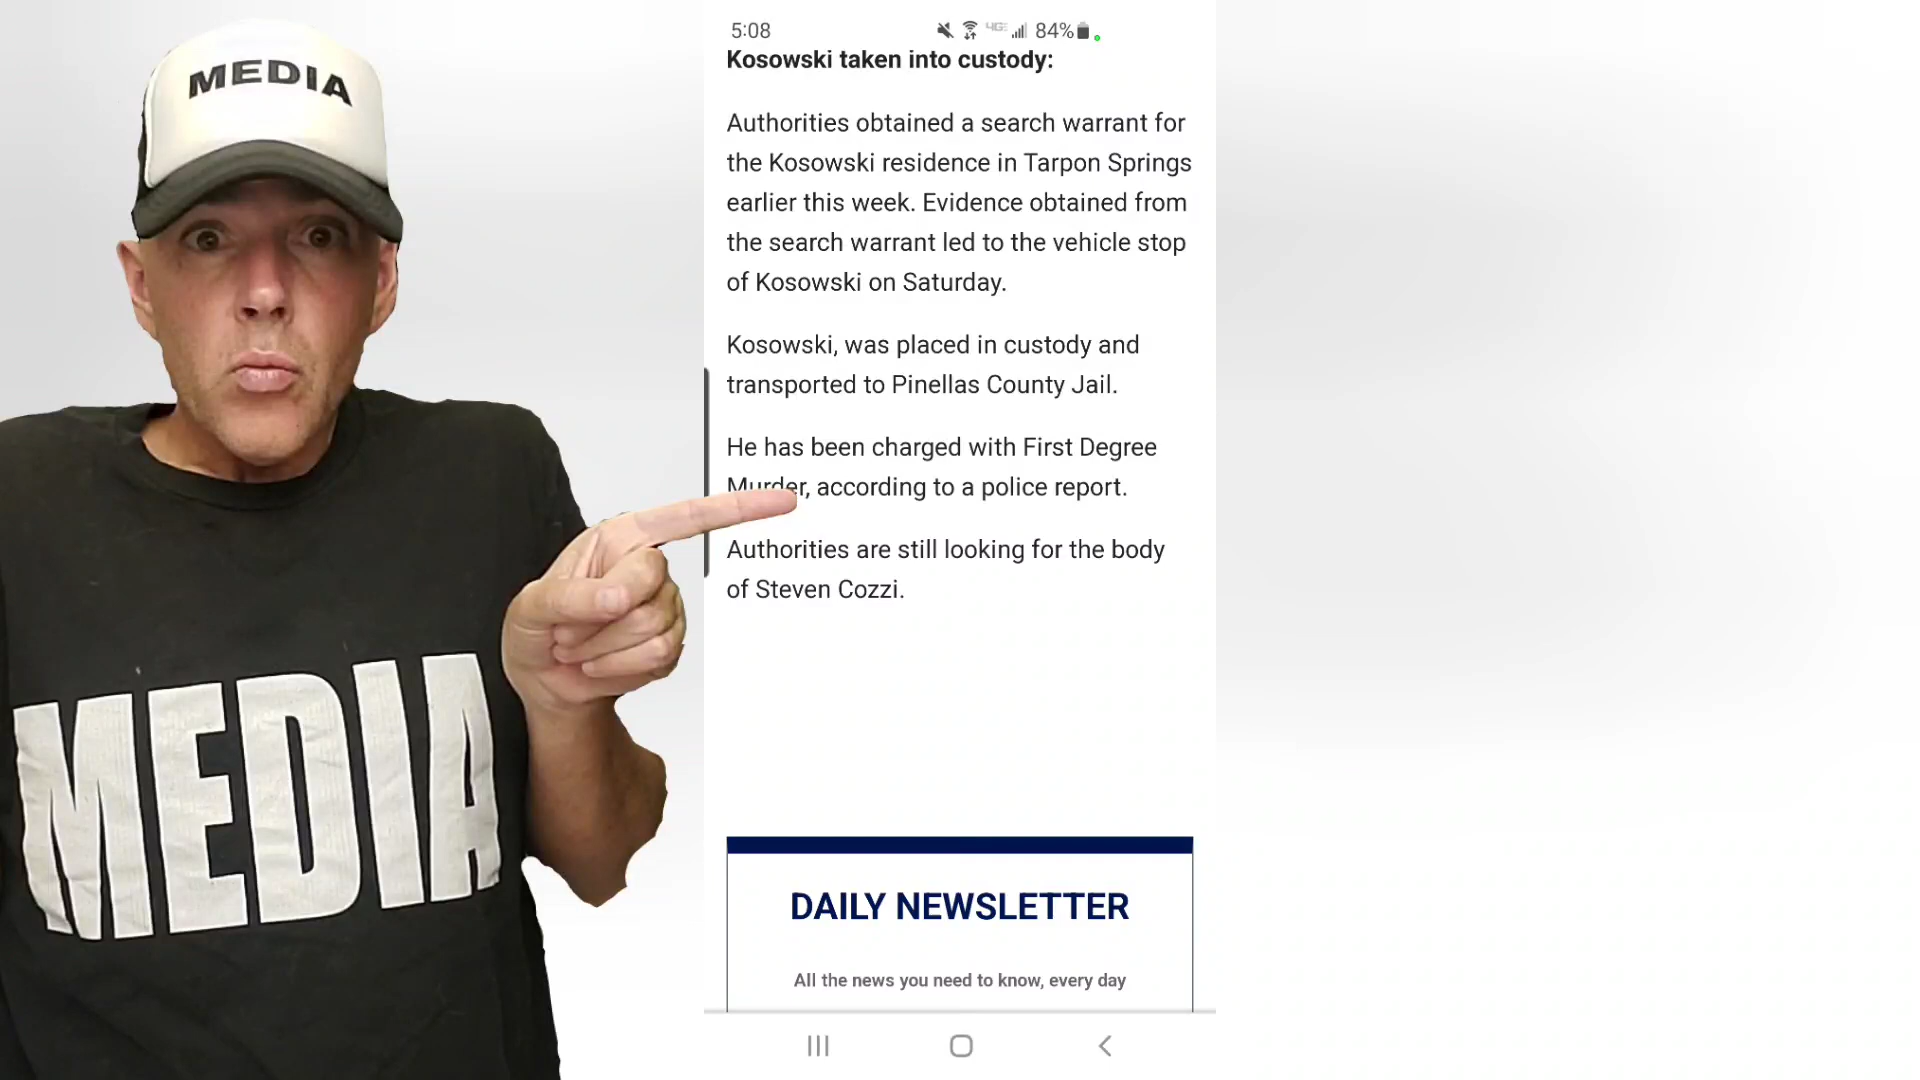 MEDIA
MEDIA
5:08
84%
Kosowski taken into custody:
Authorities obtained a search warrant for
the Kosowski residence in Tarpon Springs
earlier this week. Evidence obtained from
the search warrant led to the vehicle stop
of Kosowski on Saturday.
Kosowski, was placed in custody and
transported to Pinellas County Jail.
He has been charged with First Degree
Murder, according to a police report.
Authorities are still looking for the body
of Steven Cozzi.
DAILY NEWSLETTER
All the news you need to know, every day